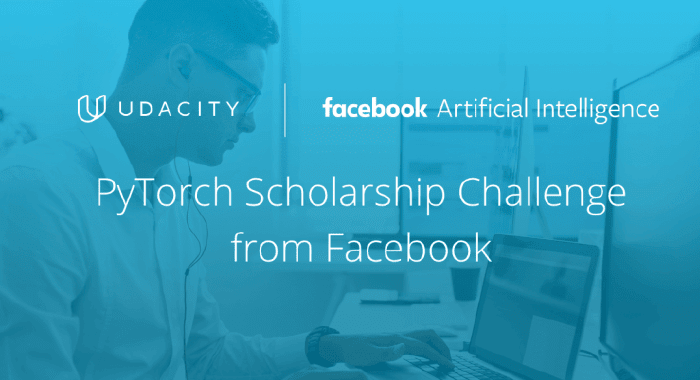 UDACITY | facebook Artificial Intelligence
PyTorch Scholarship Challenge
from Facebook